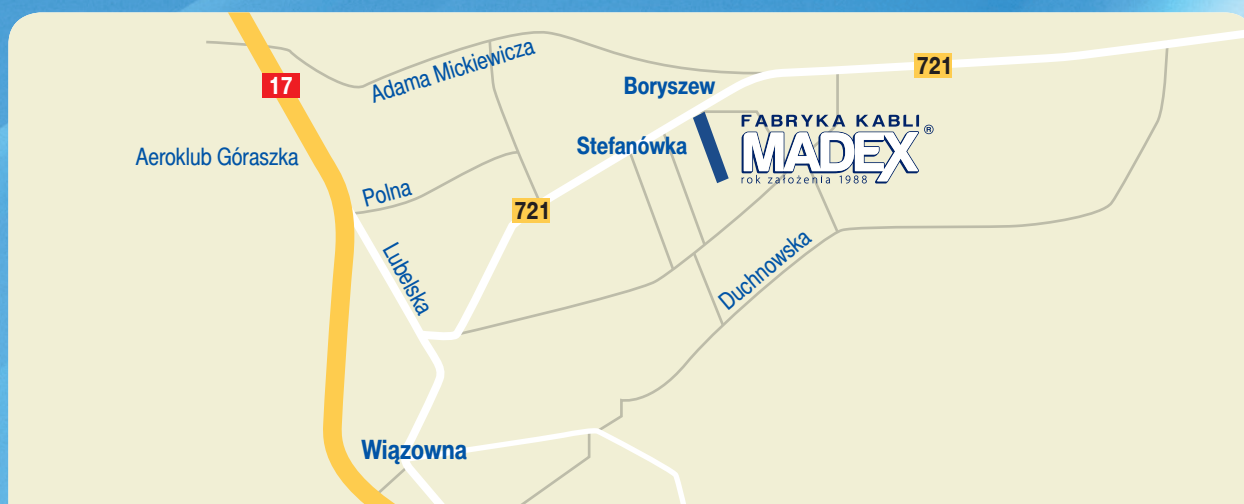 Adama Mickiewicza
721
17
Boryszew
FABRYKA KABLI
MADEX®
rok założenia 1988
Stefanówka
Aeroklub Góraszka
Polna
721
Lubelska
Duchnowska
Wiązowna